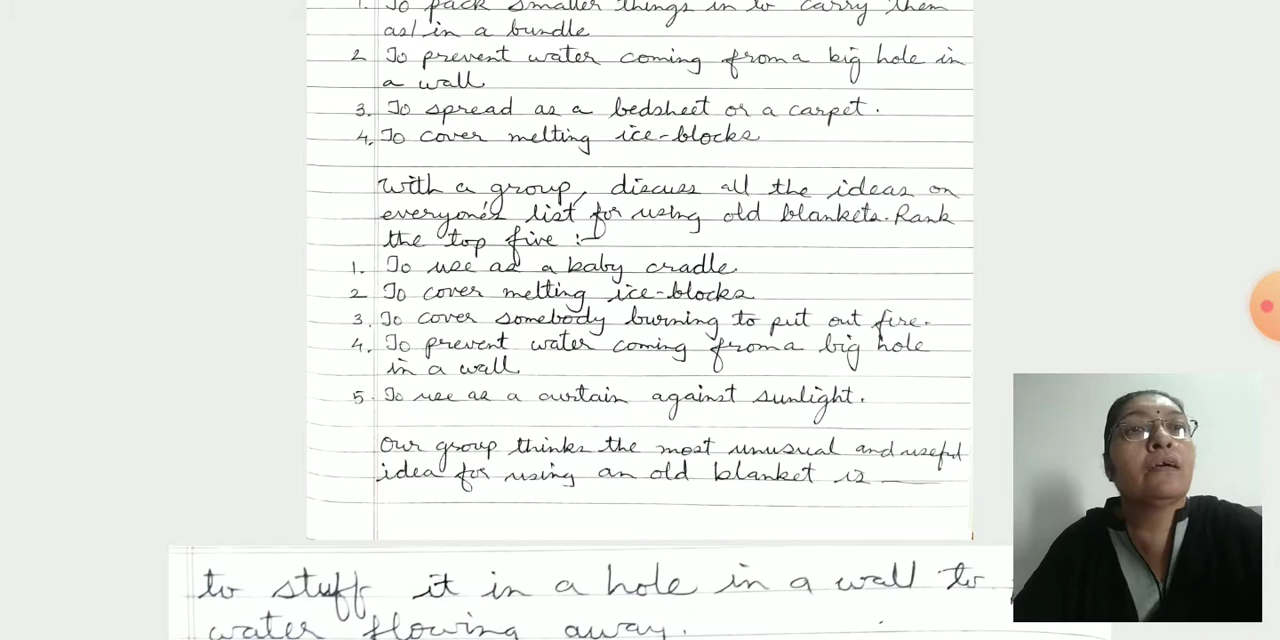 1. To pack smaller things in to carry them
as/in a bundle
2 To prevent water coming from a big hole in
a wall
3. To spread as a bedsheet or a carpet.
4. To cover melting ice-blocks
With a group, discuss all the ideas on
everyone's list for using old blankets. Rank
the top five :-
1. To use as a baby cradle
2 To cover melting ice-blocks
3. To cover somebody burning to put out fire.
4. To prevent water coming from a big hole
in a wall
5. To use as a curtain against sunlight.
Our group thinks the most unusual and useful
idea for using an old blanket is ____
to stuff it in a hole in a wall to
water flowing away.